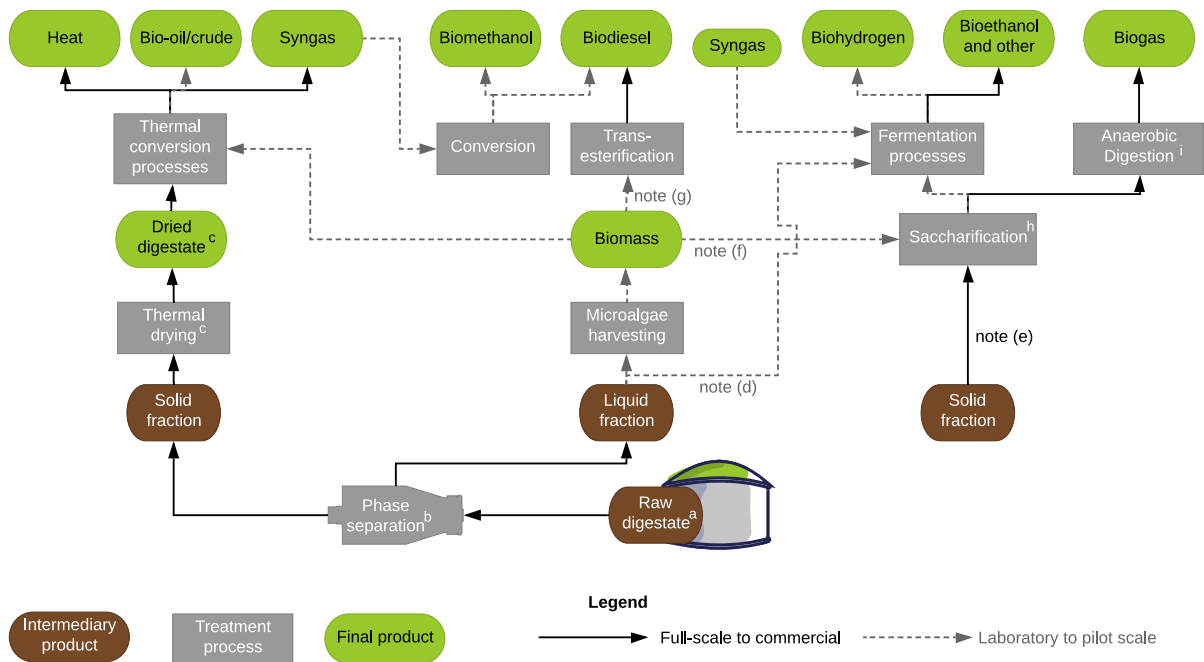 Heat
Bio-oil/crude
Syngas
Biomethanol
Biodiesel
Syngas
Biohydrogen
Bioethanol
and other
Biogas
Thermal
conversion
processes
Conversion
Trans-
esterification
Fermentation
processes
Anaerobic
Digestion i
note (g)
Dried
digestate c
Biomass
note (f)
Saccharification h
Thermal
drying c
Microalgae
harvesting
note (e)
note (d)
Solid
fraction
Liquid
fraction
Solid
fraction
Phase
separation b
Raw
digestate a
Legend
Intermediary
product
Treatment
process
Final product
Full-scale to commercial
Laboratory to pilot scale